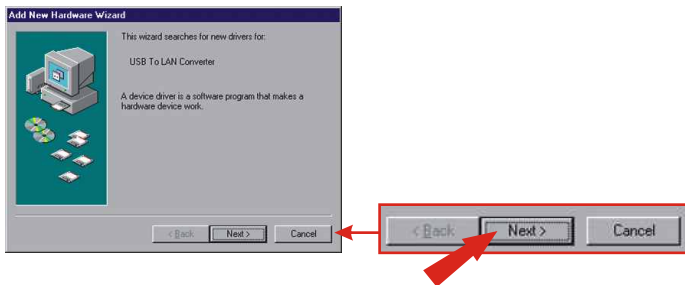 Add New Hardware Wizard
This wizard searches for new drivers for:
USB To LAN Converter
A device driver is a software program that makes a
hardware device work.
< Back Next > Cancel
< Back Next > Cancel